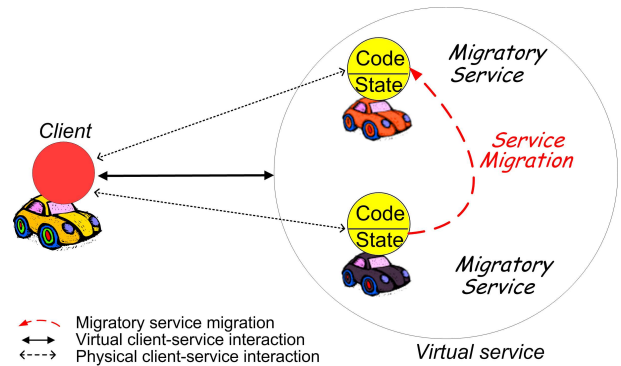 Client
Code
State
Migratory
Service
Service
Migration
Code
State
Migratory
Service
Migratory service migration
Virtual client-service interaction
Physical client-service interaction
Virtual service